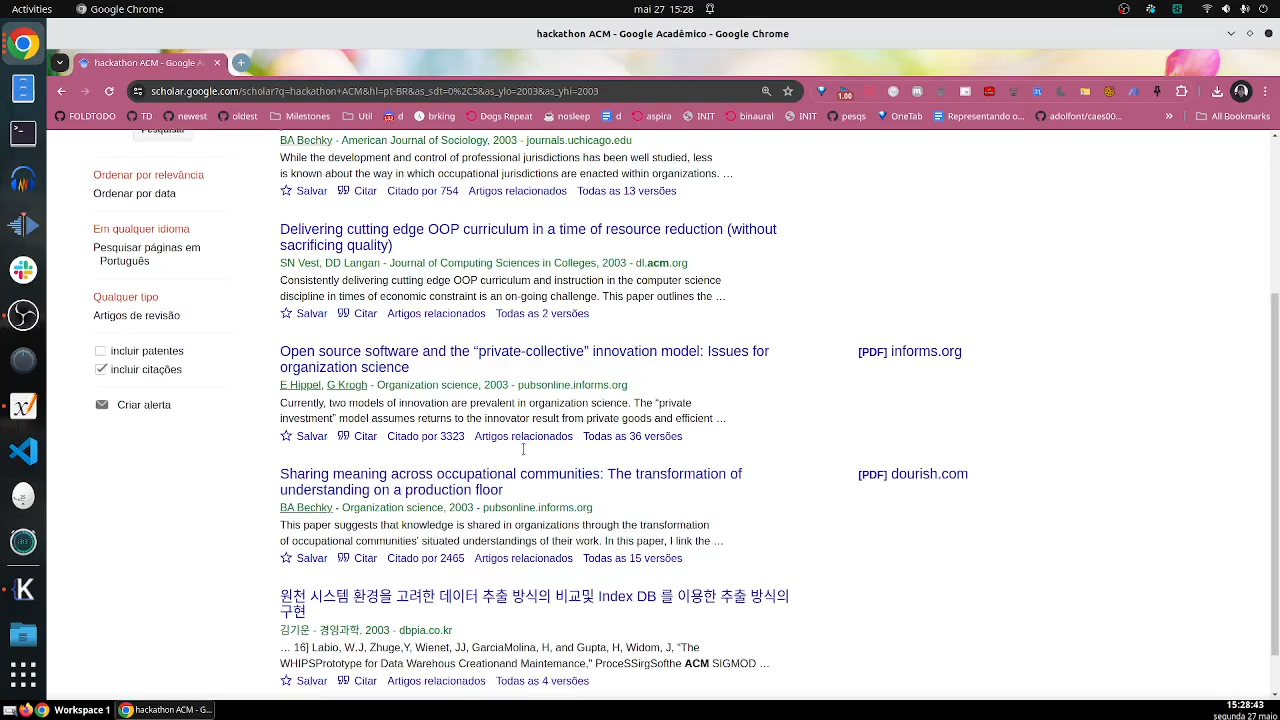 Activities
Google Chrome
mai 27 15:28
hackathon ACM - Google Acadêmico - Google Chrome
hackathon ACM - Google Ac
scholar.google.com/scholar?q=hackathon+ACM&hl=pt-BR&as_sdt=0%2C5&as_ylo=2003&as_yhi=2003
1.00
FOLDTODO
TD
newest
oldest
Milestones
Util
d
brking
Dogs Repeat
nosleep
d
aspira
INIT
binaural
INIT
pesqs
OneTab
Representando o...
adolfont/caes00...
»
All Bookmarks
Pesquisar
Ordenar por relevância
Ordenar por data
Em qualquer idioma
Pesquisar páginas em
Português
Qualquer tipo
Artigos de revisão
incluir patentes
incluir citações
Criar alerta
BA Bechky - American Journal of Sociology, 2003 - journals.uchicago.edu
While the development and control of professional jurisdictions has been well studied, less
is known about the way in which occupational jurisdictions are enacted within organizations. …
Salvar Citar Citado por 754 Artigos relacionados Todas as 13 versões
Delivering cutting edge OOP curriculum in a time of resource reduction (without
sacrificing quality)
SN Vest, DD Langan - Journal of Computing Sciences in Colleges, 2003 - dl.acm.org
Consistently delivering cutting edge OOP curriculum and instruction in the computer science
discipline in times of economic constraint is an on-going challenge. This paper outlines the …
Salvar Citar Artigos relacionados Todas as 2 versões
Open source software and the “private-collective” innovation model: Issues for
organization science
[PDF] informs.org
E Hippel, G Krogh - Organization science, 2003 - pubsonline.informs.org
Currently, two models of innovation are prevalent in organization science. The “private
investment” model assumes returns to the innovator result from private goods and efficient …
Salvar Citar Citado por 3323 Artigos relacionados Todas as 36 versões
Sharing meaning across occupational communities: The transformation of
understanding on a production floor
[PDF] dourish.com
BA Bechky - Organization science, 2003 - pubsonline.informs.org
This paper suggests that knowledge is shared in organizations through the transformation
of occupational communities' situated understandings of their work. In this paper, I link the …
Salvar Citar Citado por 2465 Artigos relacionados Todas as 15 versões
원천 시스템 환경을 고려한 데이터 추출 방식의 비교및 Index DB 를 이용한 추출 방식의
구현
김기운 - 경영과학, 2003 - dbpia.co.kr
… 16] Labio, W.J, Zhuge,Y, Wienet, JJ, GarciaMolina, H, and Gupta, H, Widom, J, "The
WHIPSPrototype for Data Warehous Creationand Maintemance," ProceSSirgSofthe ACM SIGMOD …
Salvar Citar Artigos relacionados Todas as 4 versões
Workspace 1
hackathon ACM - G...
15:28:43
segunda 27 maio